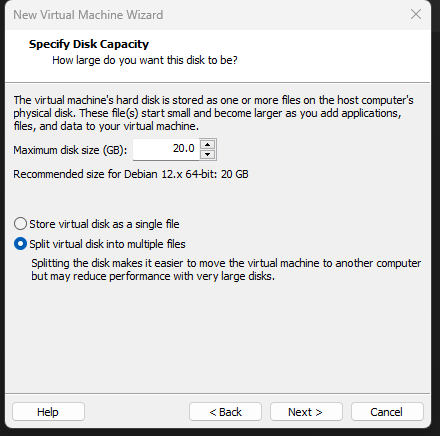 New Virtual Machine Wizard
Specify Disk Capacity
How large do you want this disk to be?
The virtual machine's hard disk is stored as one or more files on the host computer's
physical disk. These file(s) start small and become larger as you add applications,
files, and data to your virtual machine.
Maximum disk size (GB): 20.0
Recommended size for Debian 12.x 64-bit: 20 GB
Store virtual disk as a single file
Split virtual disk into multiple files
Splitting the disk makes it easier to move the virtual machine to another computer
but may reduce performance with very large disks.
Help < Back Next > Cancel